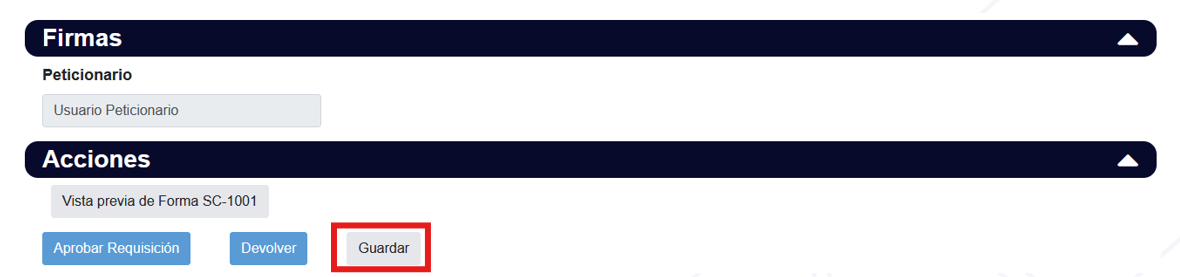 Firmas
Peticionario
Usuario Peticionario
Acciones
Vista previa de Forma SC-1001
Aprobar Requisición Devolver Guardar